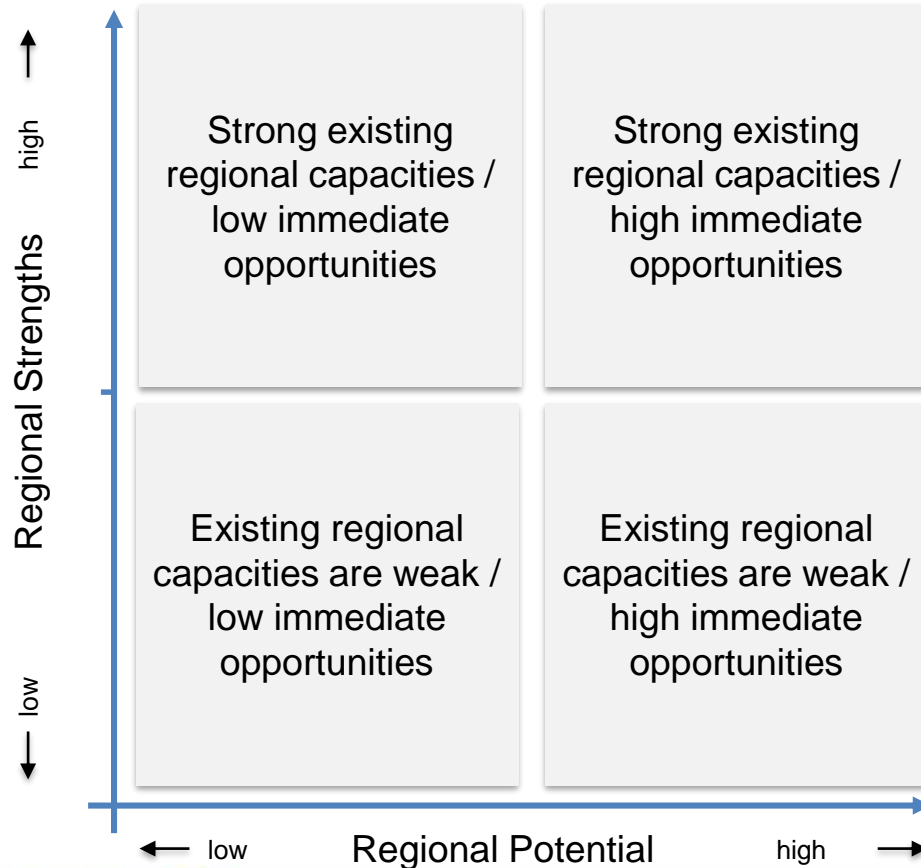 Strong existing
regional capacities /
low immediate
opportunities
Strong existing
regional capacities /
high immediate
opportunities
Existing regional
capacities are weak /
low immediate
opportunities
Existing regional
capacities are weak /
high immediate
opportunities
Regional Strengths
high
low
low
Regional Potential
high